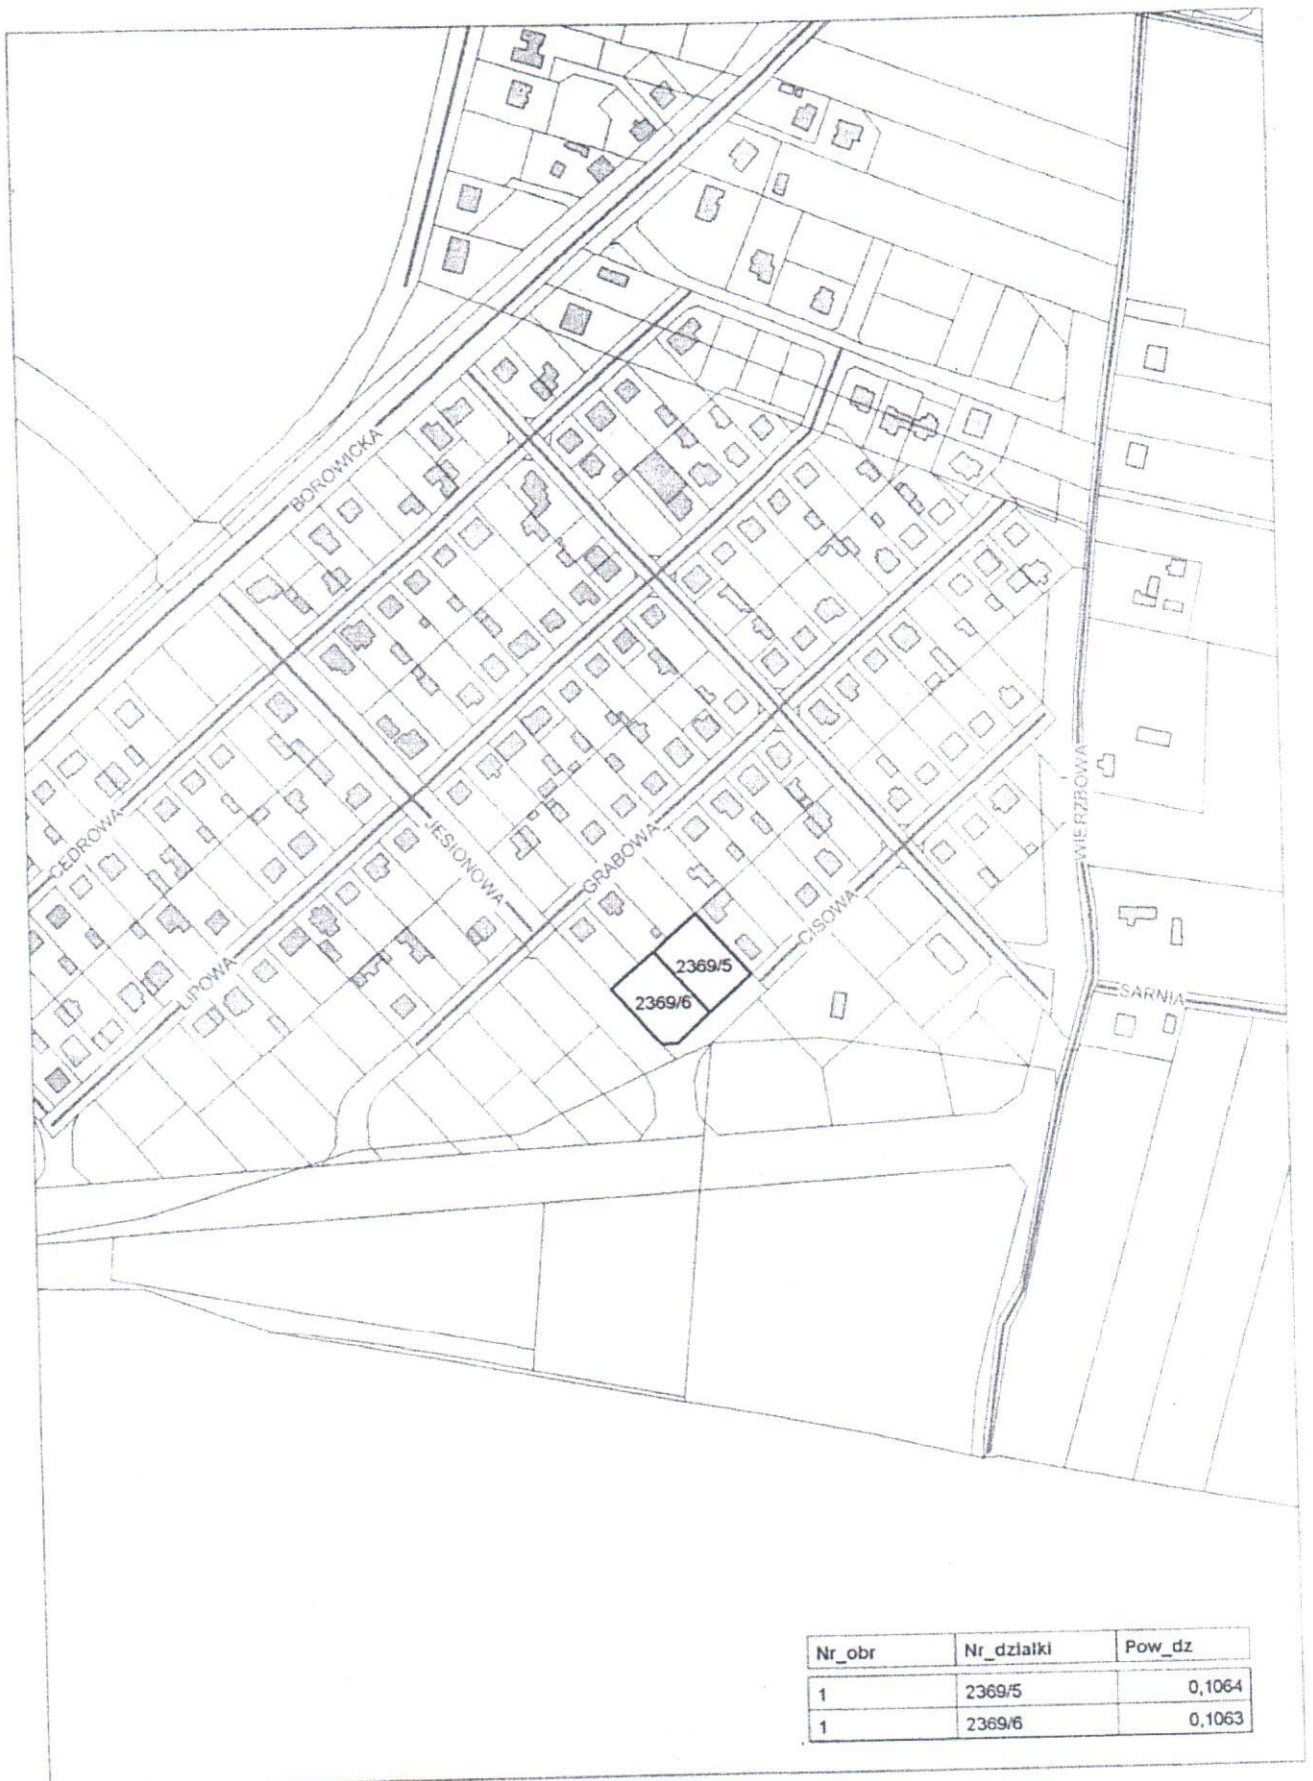 BOROWICKA
CEDROWA
JESIONOWA
GRABOWA
WIERZBOWA
CISOWA
LIPOWA
2369/5
2369/6
SARNIA
Nr_obr Nr_dzialki Pow_dz
1 2369/5 0,1064
1 2369/6 0,1063